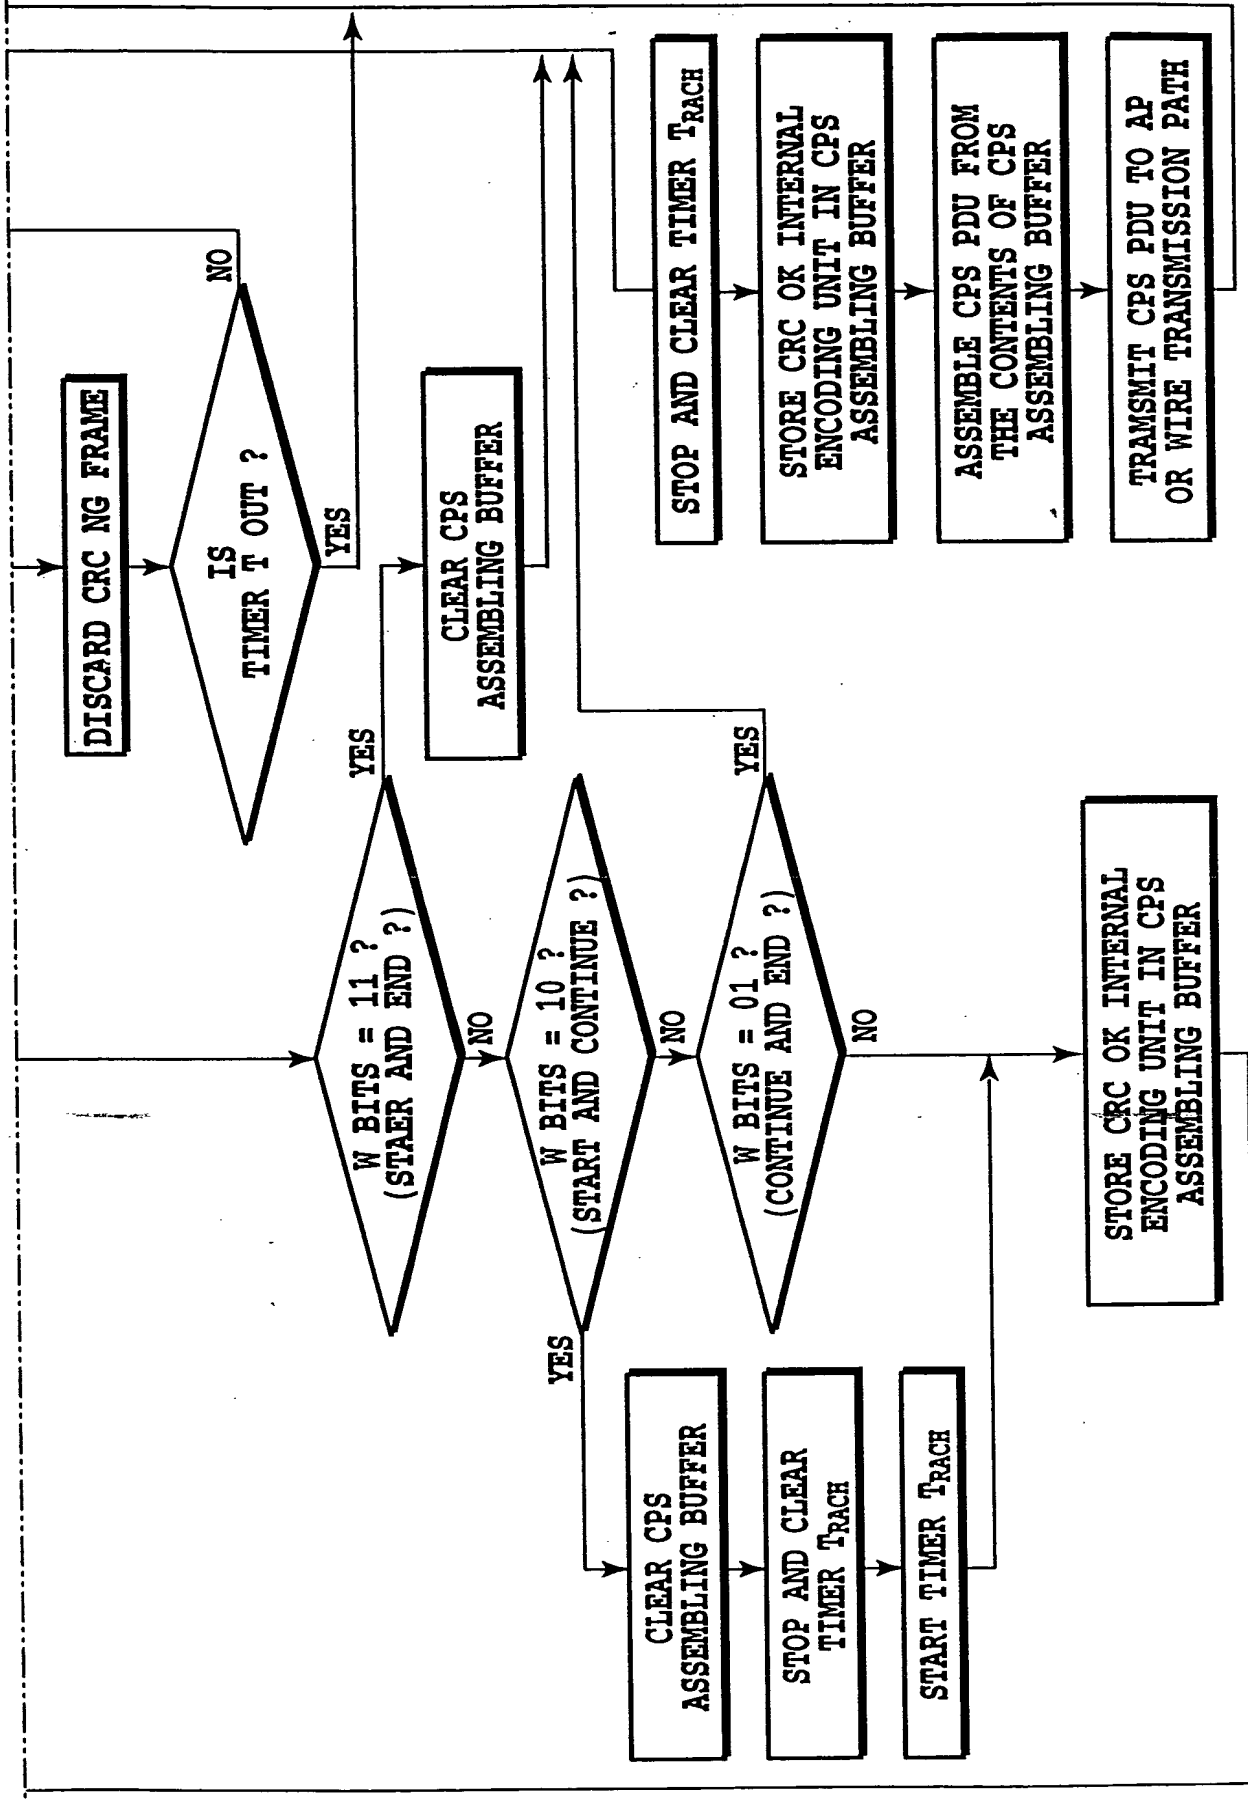 DISCARD CRC NG FRAME
IS
TIMER T OUT ?
NO
YES
W BITS = 11 ?
(STAER AND END ?)
YES
NO
CLEAR CPS
ASSEMBLING BUFFER
W BITS = 10 ?
(START AND CONTINUE ?)
YES
NO
W BITS = 01 ?
(CONTINUE AND END ?)
YES
NO
CLEAR CPS
ASSEMBLING BUFFER
STOP AND CLEAR
TIMER TRACH
START TIMER TRACH
STORE CRC OK INTERNAL
ENCODING UNIT IN CPS
ASSEMBLING BUFFER
STOP AND CLEAR TIMER TRACH
STORE CRC OK INTERNAL
ENCODING UNIT IN CPS
ASSEMBLING BUFFER
ASSEMBLE CPS PDU FROM
THE CONTENTS OF CPS
ASSEMBLING BUFFER
TRAMSMIT CPS PDU TO AP
OR WIRE TRANSMISSION PATH